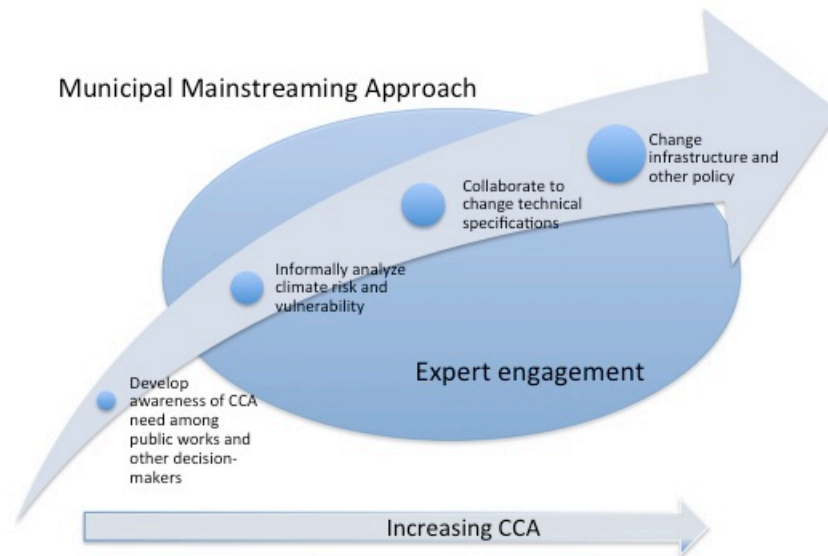 Municipal Mainstreaming Approach
Change
infrastructure and
other policy
Collaborate to
change technical
specifications
Informally analyze
climate risk and
vulnerability
Expert engagement
Develop
awareness of CCA
need among
public works and
other decision-
makers
Increasing CCA